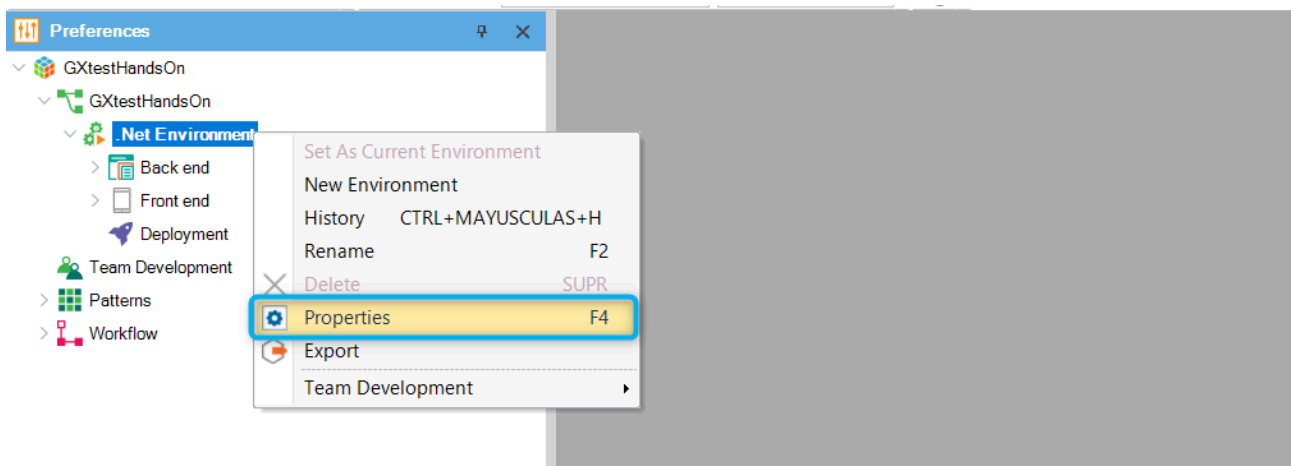 Preferences
GXtestHandsOn
GXtestHandsOn
.Net Environment
Back end
Front end
Deployment
Team Development
Patterns
Workflow
Set As Current Environment
New Environment
History CTRL+MAYUSCULAS+H
Rename F2
Delete SUPR
Properties F4
Export
Team Development